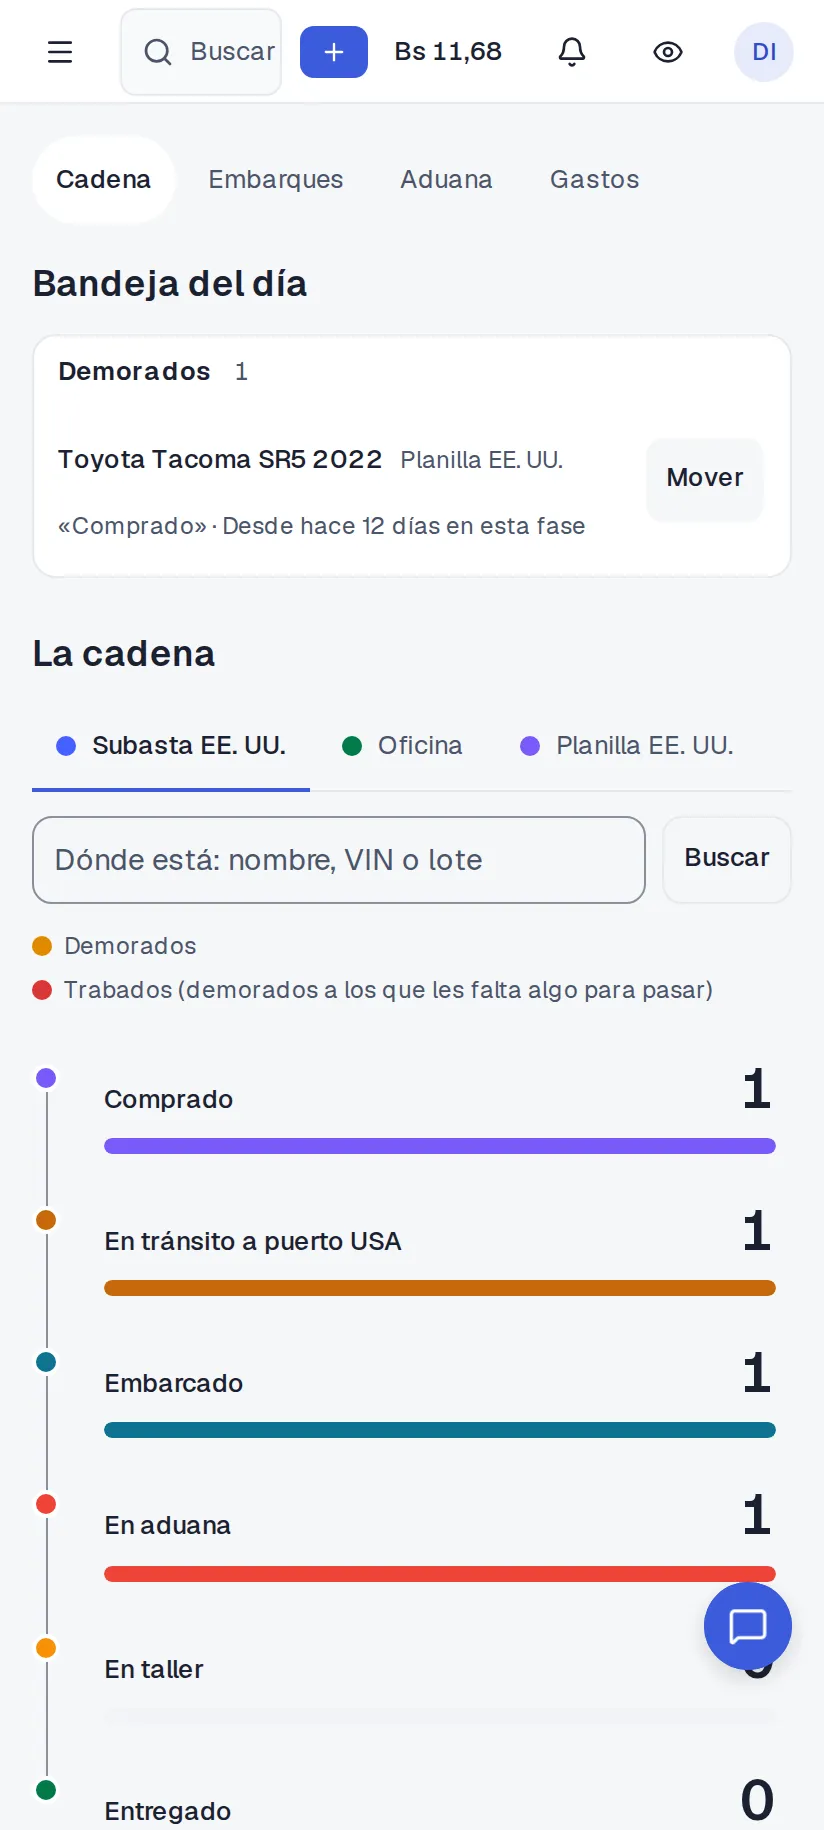 Buscar
Bs 11,68
DI
Cadena Embarques Aduana Gastos
Bandeja del día
Demorados 1
Toyota Tacoma SR5 2022 Planilla EE. UU.
Mover
«Comprado» · Desde hace 12 días en esta fase
La cadena
Subasta EE. UU. Oficina Planilla EE. UU.
Dónde está: nombre, VIN o lote
Buscar
Demorados
Trabados (demorados a los que les falta algo para pasar)
Comprado 1
En tránsito a puerto USA 1
Embarcado 1
En aduana 1
En taller
Entregado 0